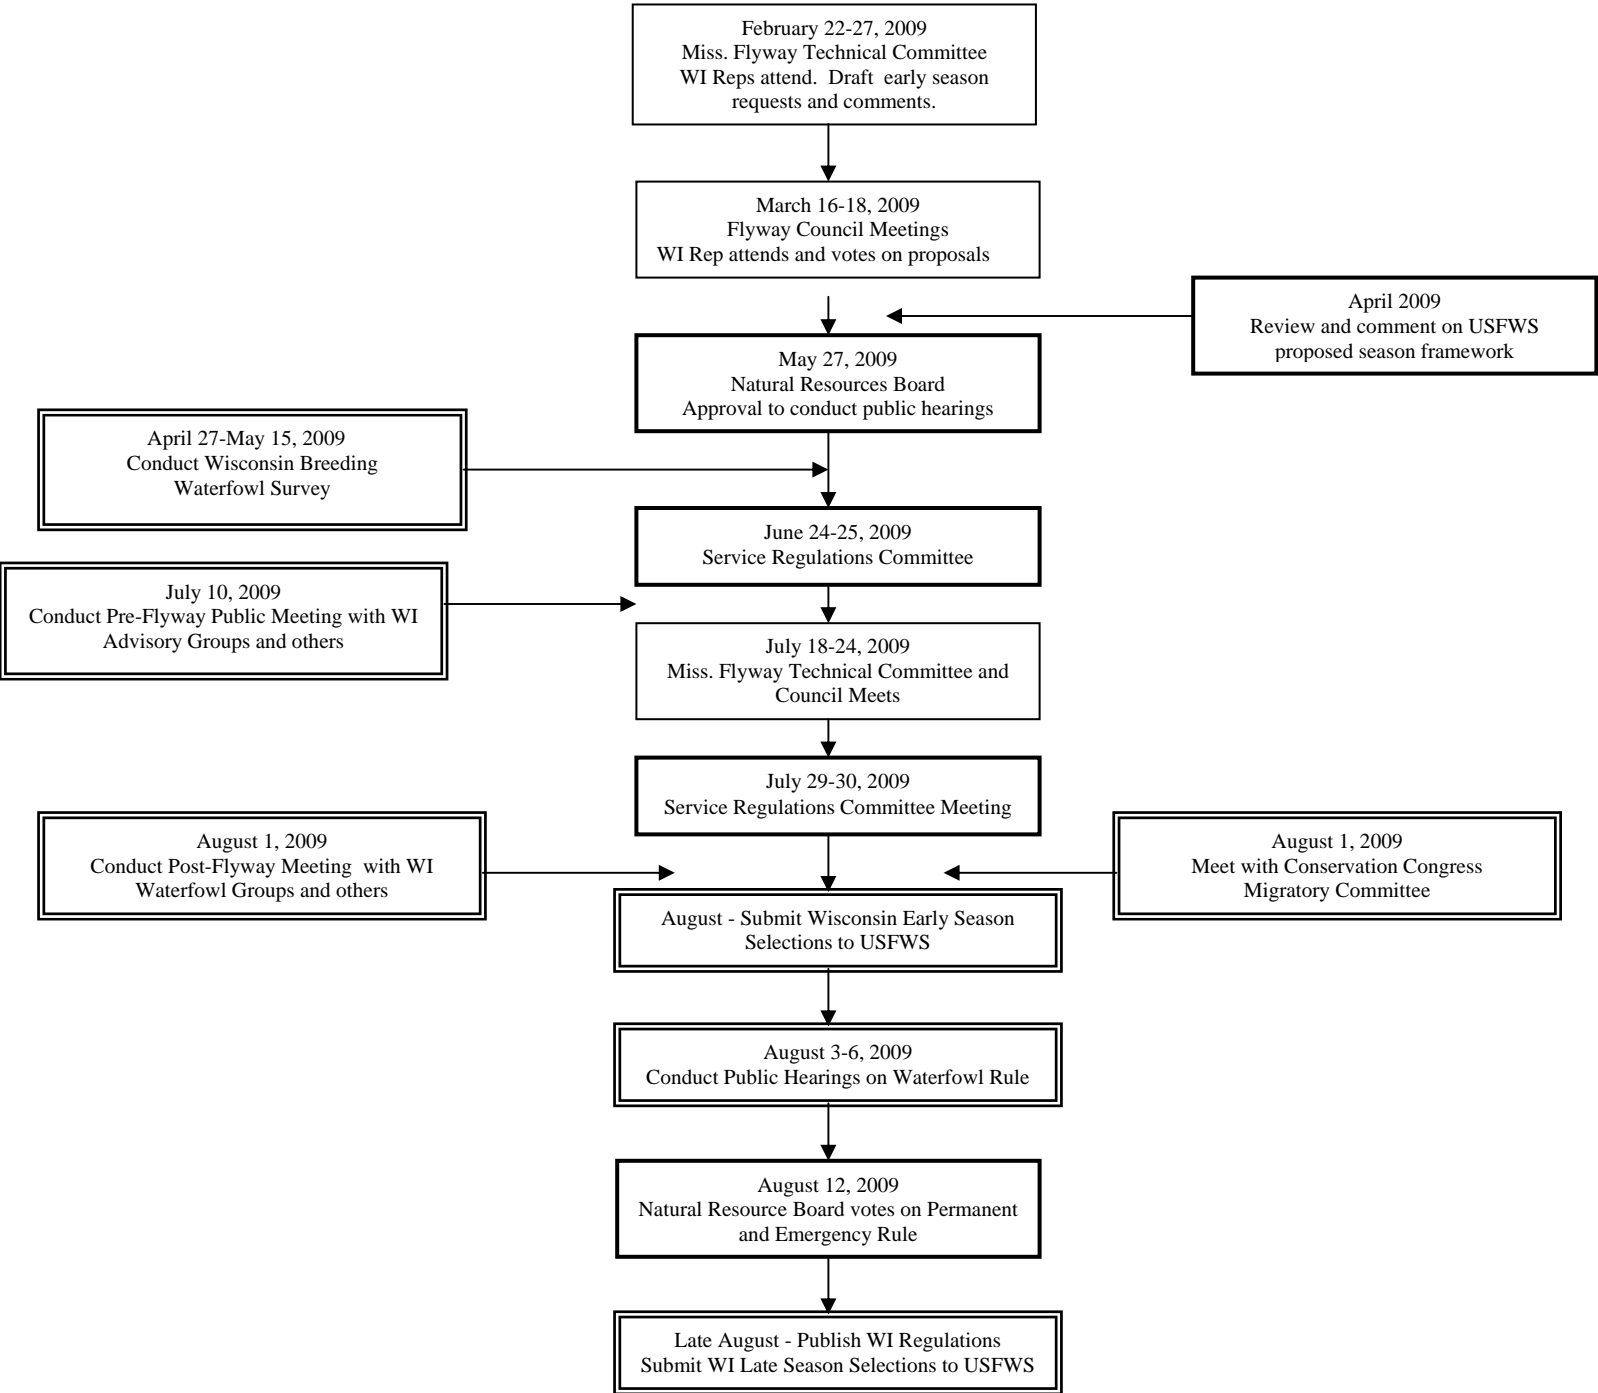 February 22-27, 2009
Miss. Flyway Technical Committee
WI Reps attend.  Draft  early season
requests and comments.
March 16-18, 2009
Flyway Council Meetings
WI Rep attends and votes on proposals
April 2009
Review and comment on USFWS
proposed season framework
May 27, 2009
Natural Resources Board
Approval to conduct public hearings
April 27-May 15, 2009
Conduct Wisconsin Breeding
Waterfowl Survey
June 24-25, 2009
Service Regulations Committee
July 10, 2009
Conduct Pre-Flyway Public Meeting with WI
Advisory Groups and others
July 18-24, 2009
Miss. Flyway Technical Committee and
Council Meets
July 29-30, 2009
Service Regulations Committee Meeting
August 1, 2009
Conduct Post-Flyway Meeting  with WI
Waterfowl Groups and others
August 1, 2009
Meet with Conservation Congress
Migratory Committee
August - Submit Wisconsin Early Season
Selections to USFWS
August 3-6, 2009
Conduct Public Hearings on Waterfowl Rule
August 12, 2009
Natural Resource Board votes on Permanent
and Emergency Rule
Late August - Publish WI Regulations
Submit WI Late Season Selections to USFWS